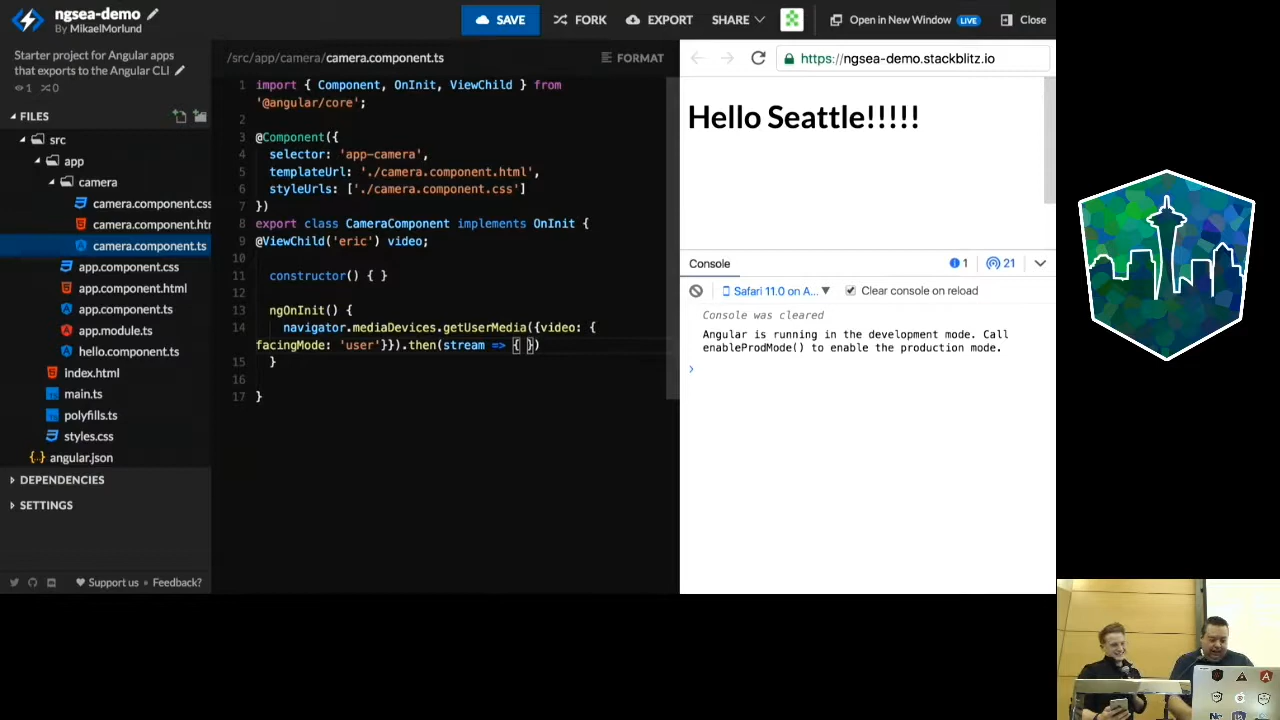 ngsea-demo
By MikaelMorlund
SAVE
FORK
EXPORT
SHARE
Open in New Window LIVE
Close
Starter project for Angular apps
that exports to the Angular CLI
1 0
FILES
src
app
camera
camera.component.css
camera.component.htm
camera.component.ts
app.component.css
app.component.html
app.component.ts
app.module.ts
hello.component.ts
index.html
main.ts
polyfills.ts
styles.css
angular.json
DEPENDENCIES
SETTINGS
Support us
Feedback?
/src/app/camera/camera.component.ts
FORMAT
1 import { Component, OnInit, ViewChild } from
'@angular/core';
2
3 @Component({
4 selector: 'app-camera',
5 templateUrl: './camera.component.html',
6 styleUrls: ['./camera.component.css']
7 })
8 export class CameraComponent implements OnInit {
9 @ViewChild('eric') video;
10
11 constructor() { }
12
13 ngOnInit() {
14 navigator.mediaDevices.getUserMedia({video: {
facingMode: 'user'}}).then(stream => { })
15 }
16
17 }
https://ngsea-demo.stackblitz.io
Hello Seattle!!!!!
Console
1
21
Safari 11.0 on A...
Clear console on reload
Console was cleared
Angular is running in the development mode. Call
enableProdMode() to enable the production mode.